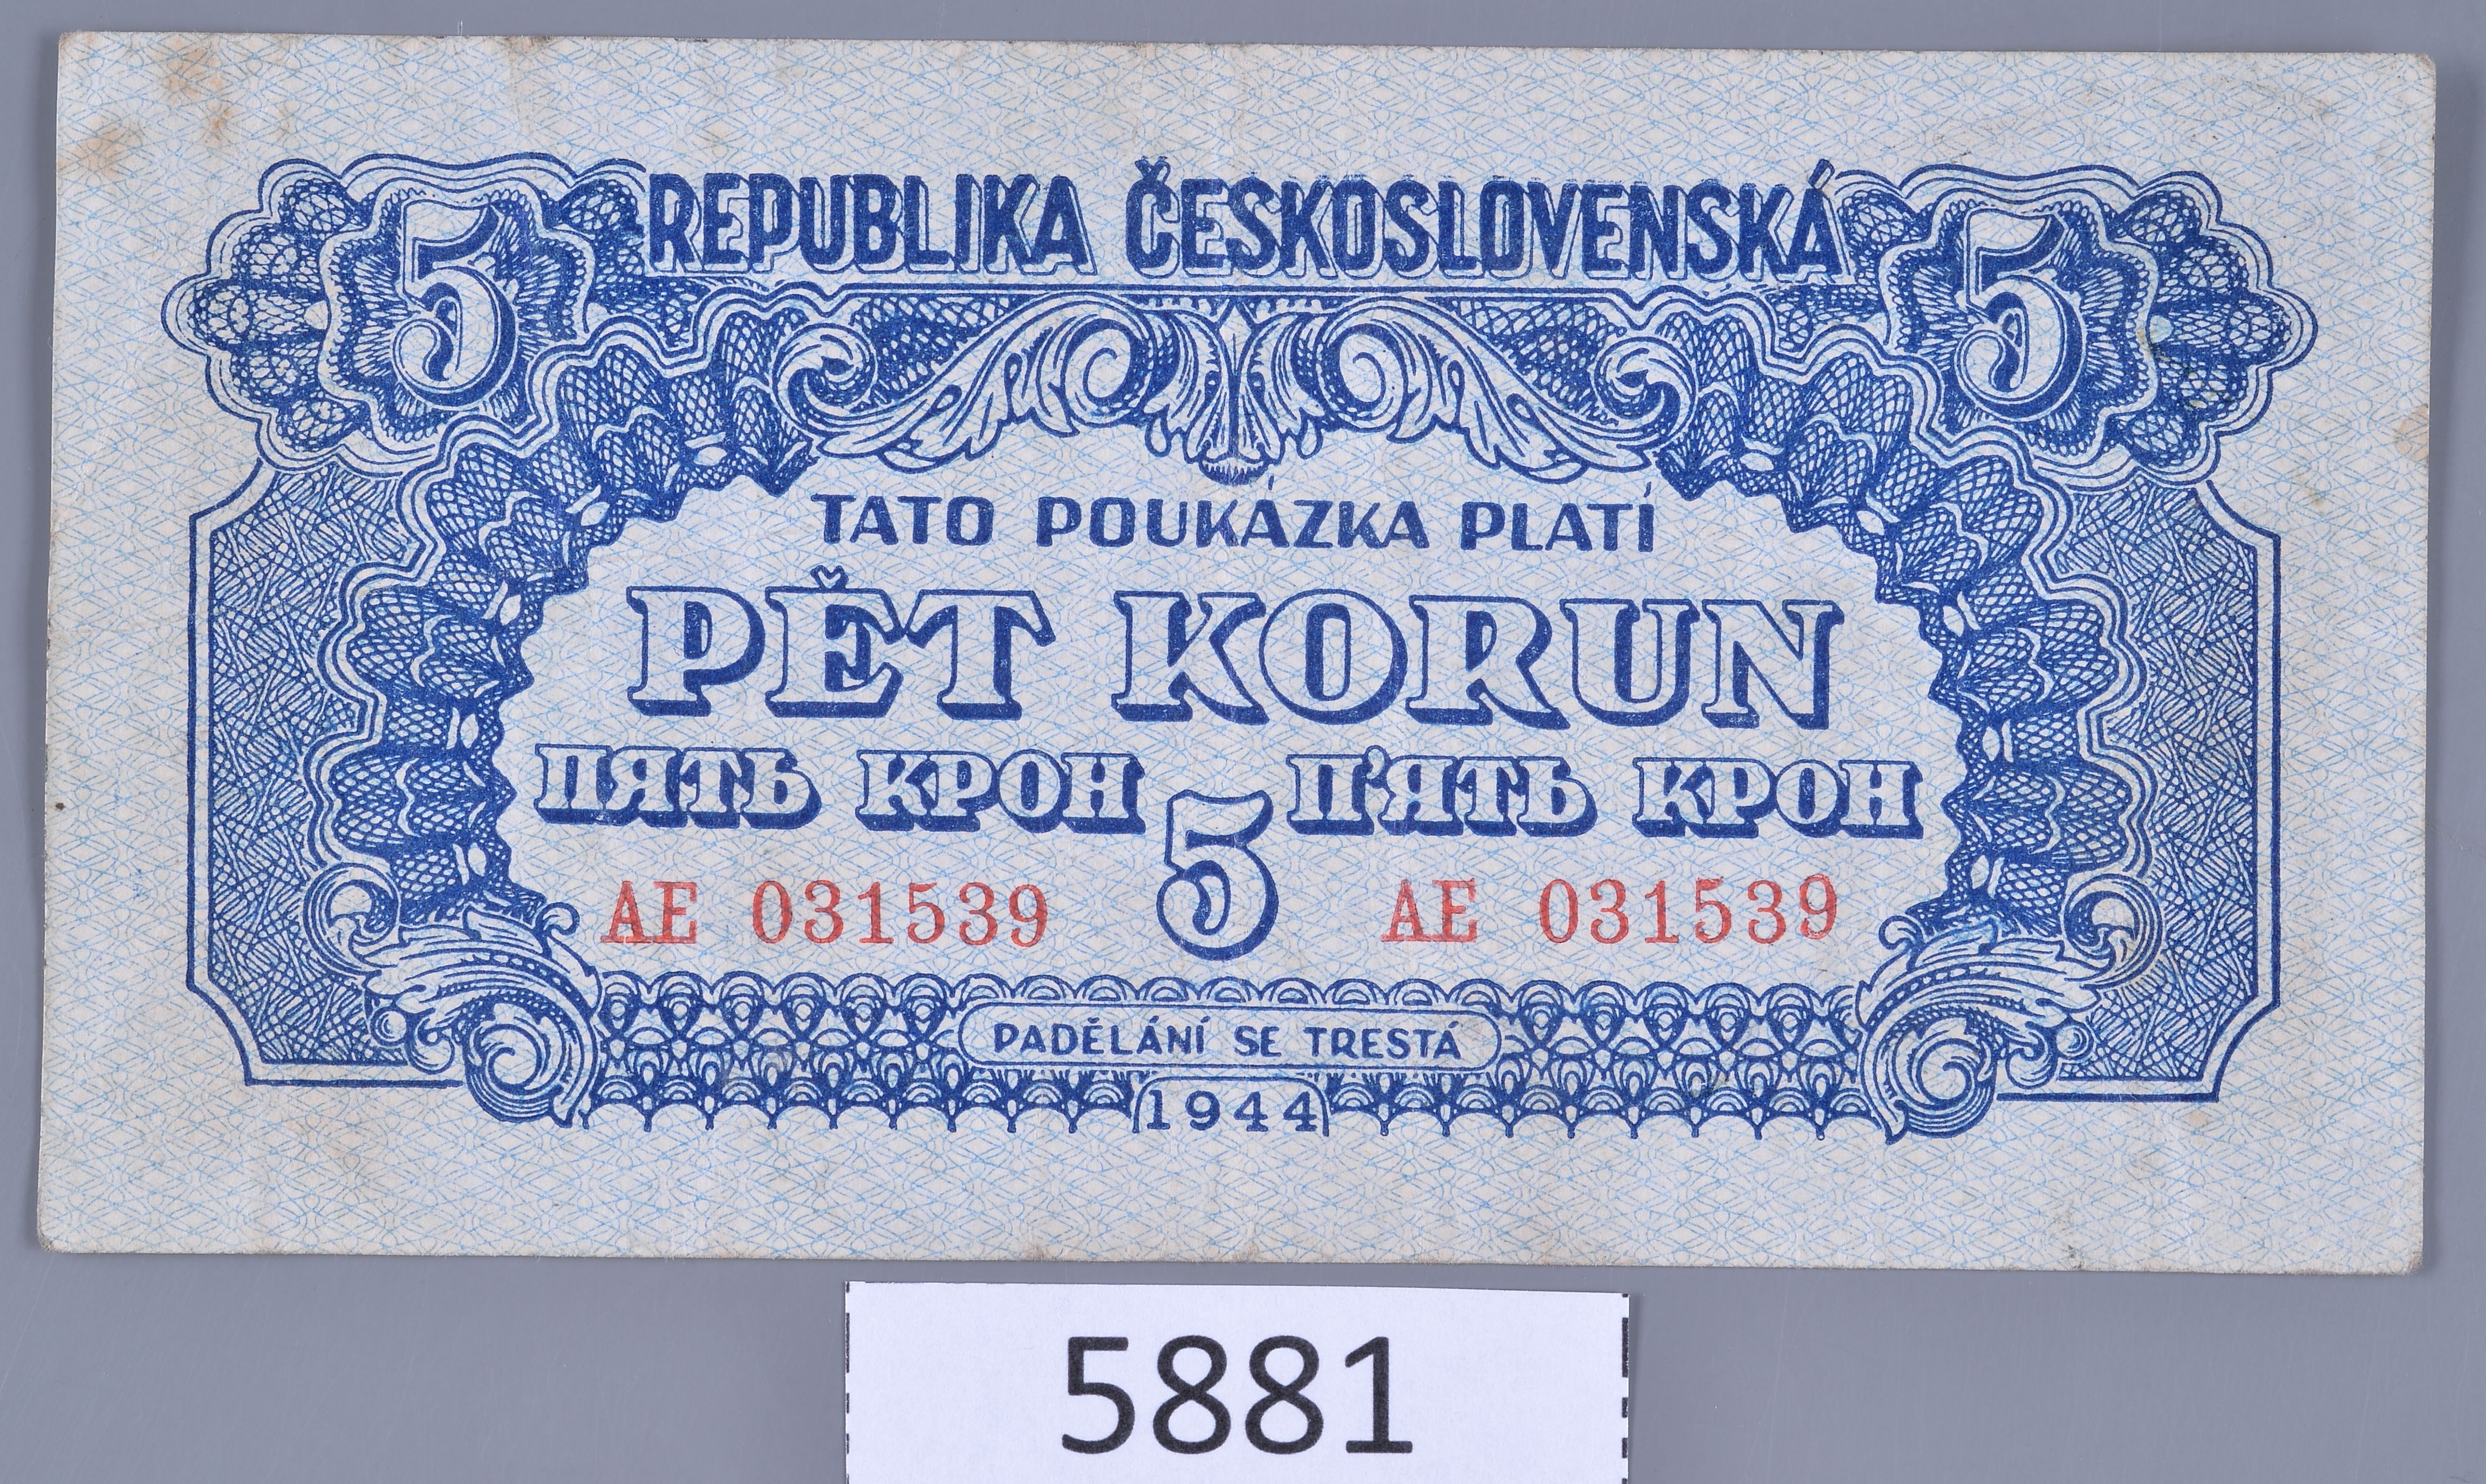 5 REPUBLIKA ČESKOSLOVENSKÁ 5
TATO POUKÁZKA PLATÍ
PĚT KORUN
ПЯТЬ КРОН П'ЯТЬ КРОН
5
AE 031539 AE 031539
PADĚLÁNÍ SE TRESTÁ
1944
5881